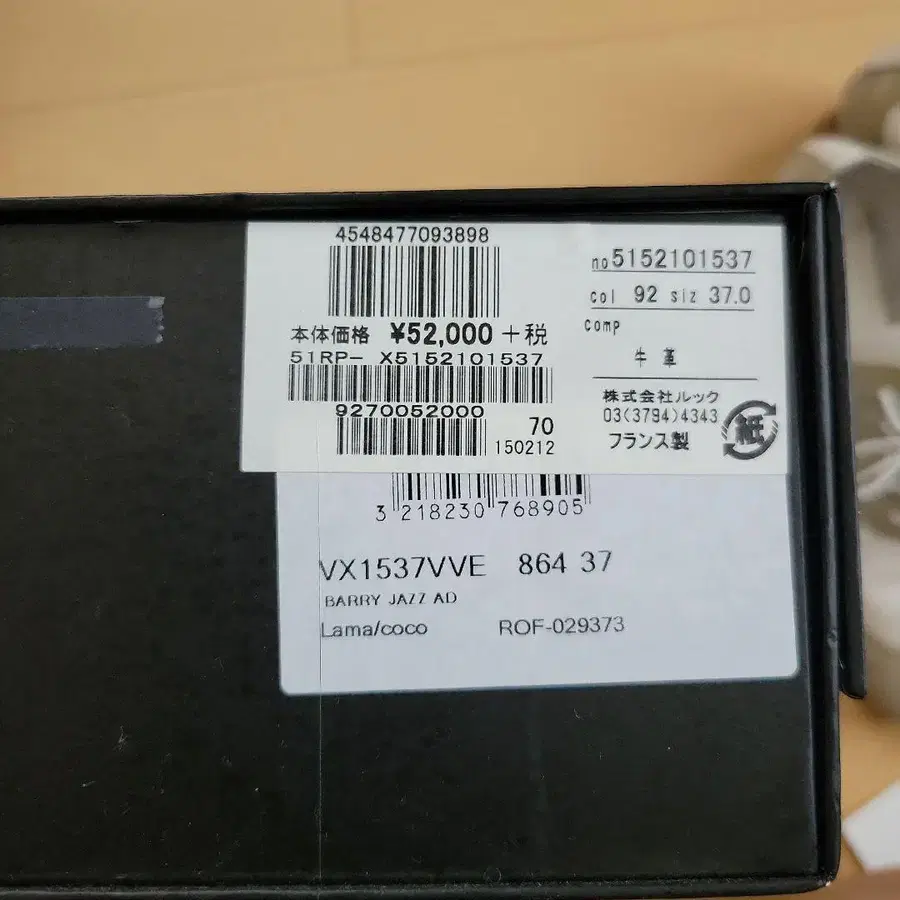 4548477093898
本体価格 ¥52,000 +税
51RP- X5152101537
9270052000
70
150212
no 5152101537
col 92 siz 37.0
comp
牛 革
株式会社ルック
03(3794)4343
フランス製
紙
3 218230 768905
VX1537VVE 864 37
BARRY JAZZ AD
Lama/coco ROF-029373